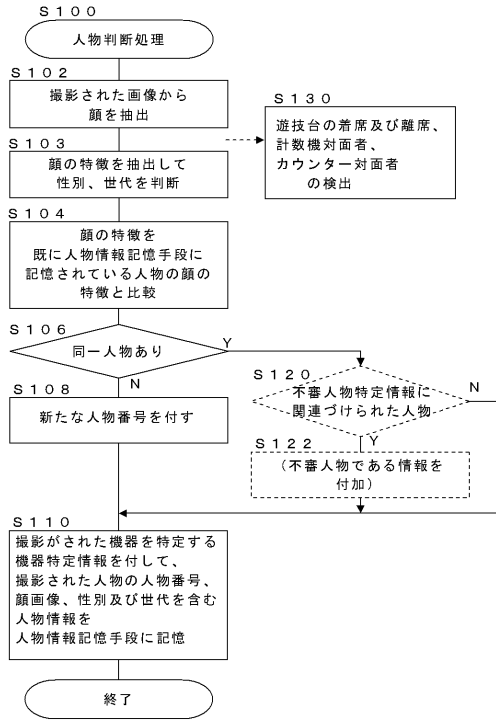 Ｓ１００
人物判断処理
Ｓ１０２
撮影された画像から
顔を抽出
Ｓ１３０
遊技台の着席及び離席、
計数機対面者、
カウンター対面者
の検出
Ｓ１０３
顔の特徴を抽出して
性別、世代を判断
Ｓ１０４
顔の特徴を
既に人物情報記憶手段に
記憶されている人物の顔の
特徴と比較
Ｓ１０６
同一人物あり
Ｙ
Ｎ
Ｓ１２０
不審人物特定情報に
関連づけられた人物
Ｎ
Ｙ
Ｓ１０８
新たな人物番号を付す
Ｓ１２２
（不審人物である情報を
付加）
Ｓ１１０
撮影がされた機器を特定する
機器特定情報を付して、
撮影された人物の人物番号、
顔画像、性別及び世代を含む
人物情報を
人物情報記憶手段に記憶
終了